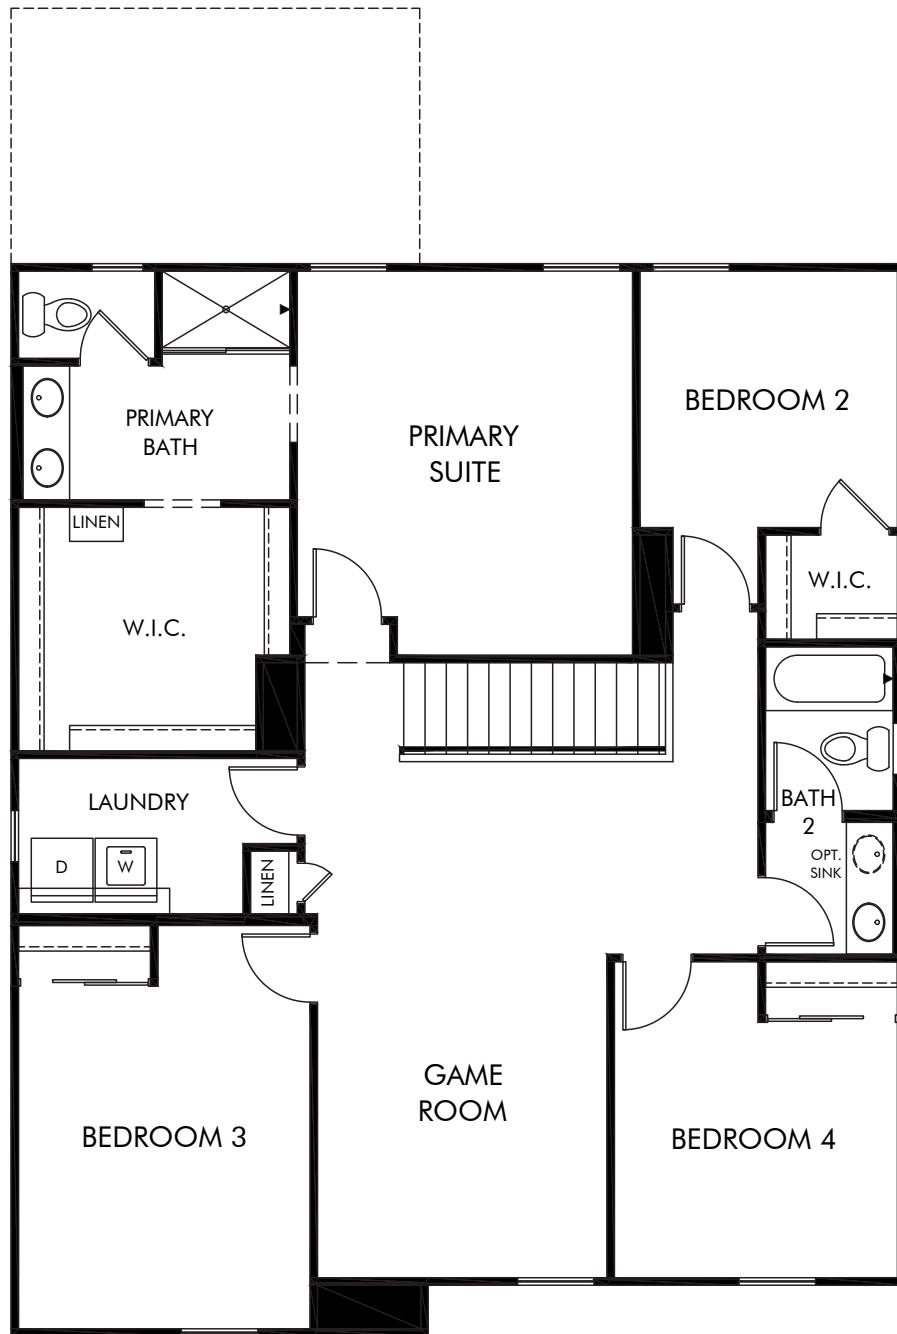 BEDROOM 2
PRIMARY
BATH
PRIMARY
SUITE
LINEN
W.I.C.
W.I.C.
LAUNDRY
BATH
2
OPT.
SINK
D
W
LINEN
GAME
ROOM
BEDROOM 3
BEDROOM 4